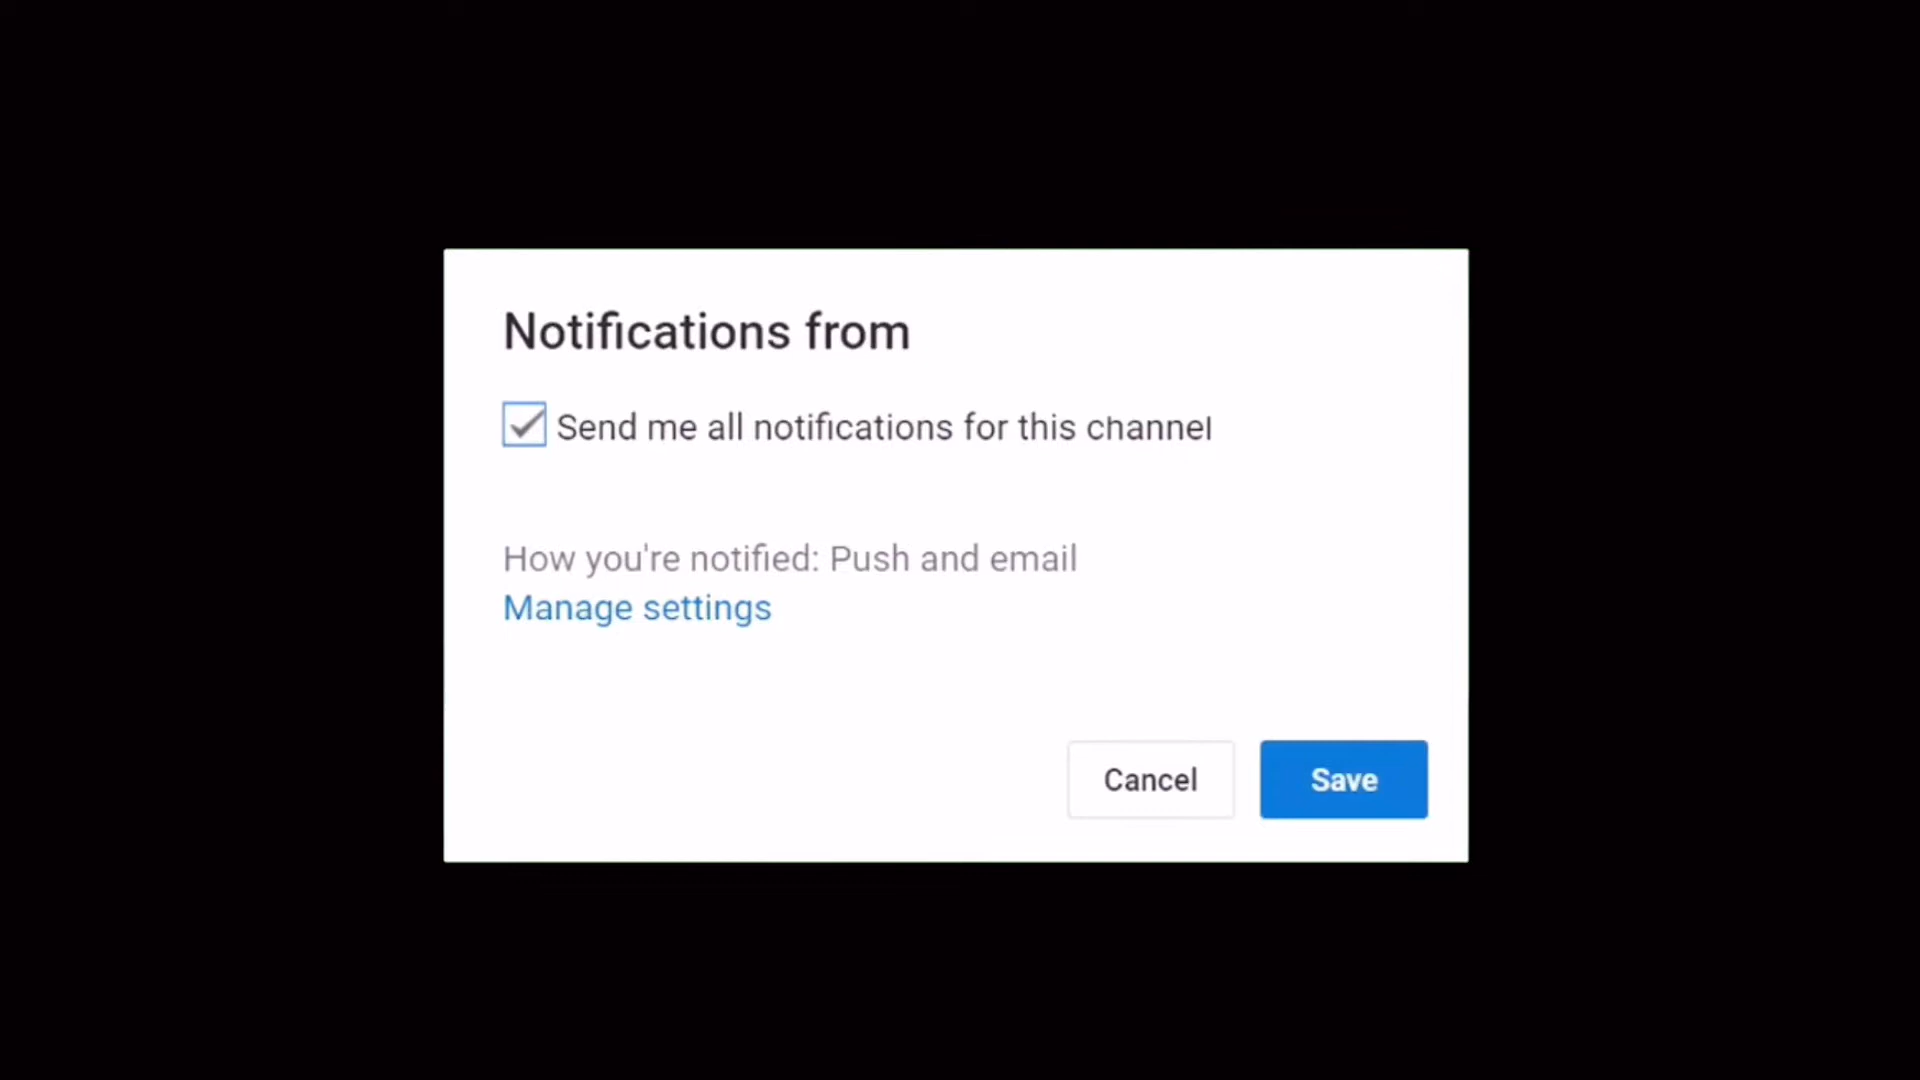 Notifications from
Send me all notifications for this channel
How you're notified: Push and email
Manage settings
Cancel
Save